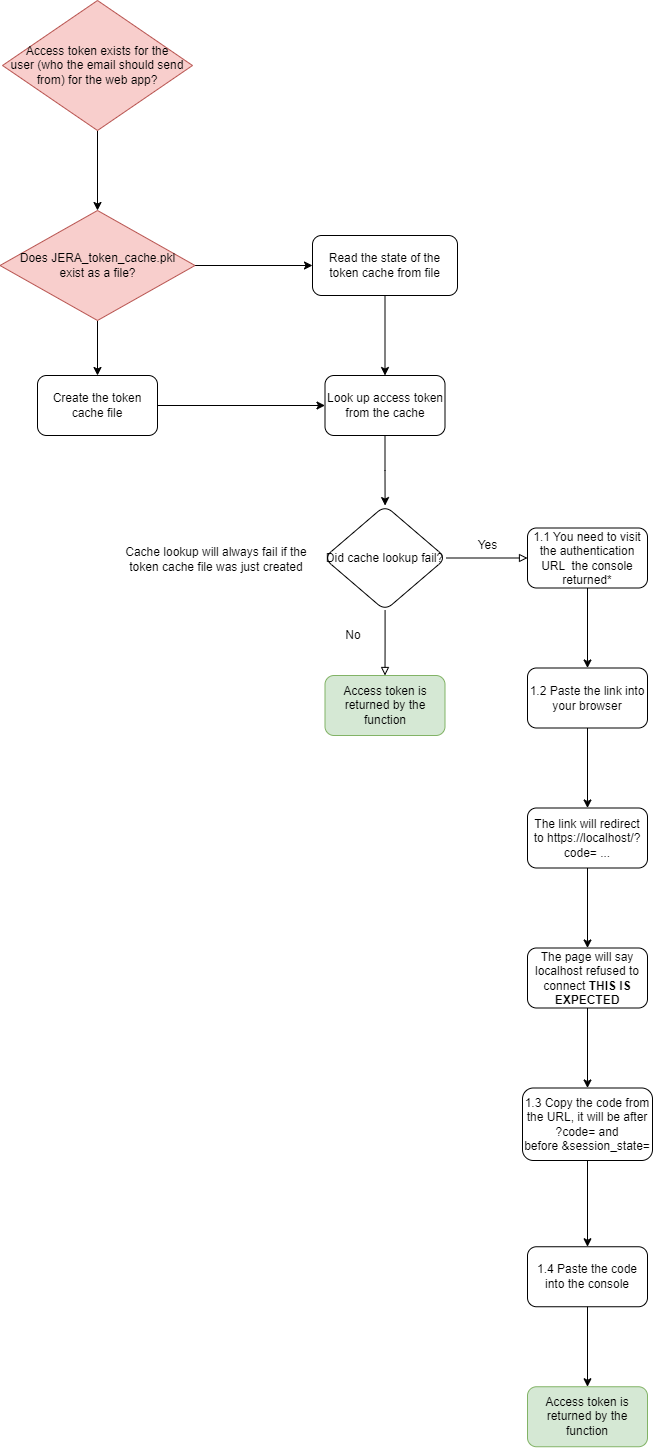 Access token exists for the
user (who the email should send
from) for the web app?
Does JERA_token_cache.pkl
exist as a file?
Read the state of the
token cache from file
Create the token
cache file
Look up access token
from the cache
Cache lookup will always fail if the
token cache file was just created
Did cache lookup fail?
Yes
1.1 You need to visit
the authentication
URL the console
returned*
No
Access token is
returned by the
function
1.2 Paste the link into
your browser
The link will redirect
to https://localhost/?
code= ...
The page will say
localhost refused to
connect THIS IS
EXPECTED
1.3 Copy the code from
the URL, it will be after
?code= and
before &session_state=
1.4 Paste the code
into the console
Access token is
returned by the
function